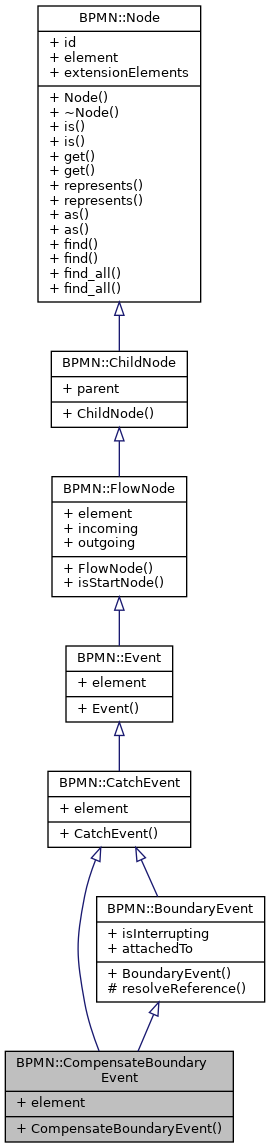 BPMN::Node
+ id
+ element
+ extensionElements
+ Node()
+ ~Node()
+ is()
+ is()
+ get()
+ get()
+ represents()
+ represents()
+ as()
+ as()
+ find()
+ find()
+ find_all()
+ find_all()
BPMN::ChildNode
+ parent
+ ChildNode()
BPMN::FlowNode
+ element
+ incoming
+ outgoing
+ FlowNode()
+ isStartNode()
BPMN::Event
+ element
+ Event()
BPMN::CatchEvent
+ element
+ CatchEvent()
BPMN::BoundaryEvent
+ isInterrupting
+ attachedTo
+ BoundaryEvent()
# resolveReference()
BPMN::CompensateBoundary
Event
+ element
+ CompensateBoundaryEvent()